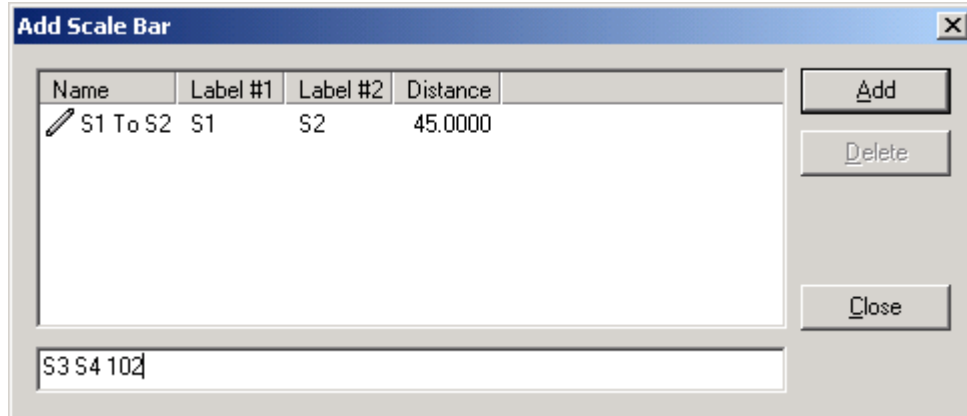 Add Scale Bar
Name Label #1 Label #2 Distance Add
S1 To S2 S1 S2 45.0000
Delete
Close
S3 S4 102